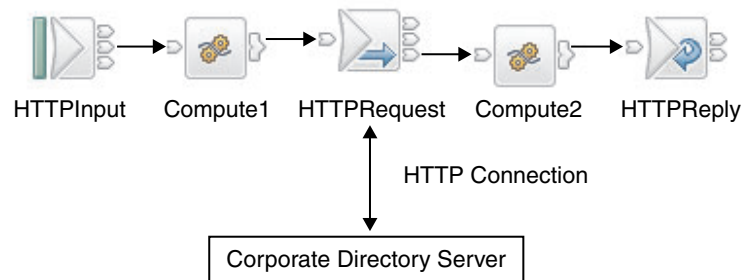 HTTPInput
Compute1
HTTPRequest
Compute2
HTTPReply
HTTP Connection
Corporate Directory Server